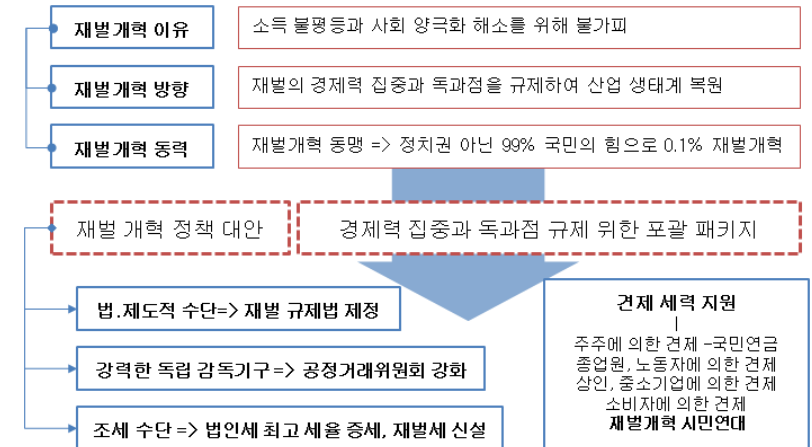 재벌개혁 이유
소득 불평등과 사회 양극화 해소를 위해 불가피
재벌개혁 방향
재벌의 경제력 집중과 독과점을 규제하여 산업 생태계 복원
재벌개혁 동력
재벌개혁 동맹 => 정치권 아닌 99% 국민의 힘으로 0.1% 재벌개혁
재벌 개혁 정책 대안
경제력 집중과 독과점 규제 위한 포괄 패키지
법.제도적 수단=> 재벌 규제법 제정
강력한 독립 감독기구=> 공정거래위원회 강화
조세 수단 => 법인세 최고 세율 증세, 재벌세 신설
견제 세력 지원
주주에 의한 견제 -국민연금
종업원, 노동자에 의한 견제
상인, 중소기업에 의한 견제
소비자에 의한 견제
재벌개혁 시민연대